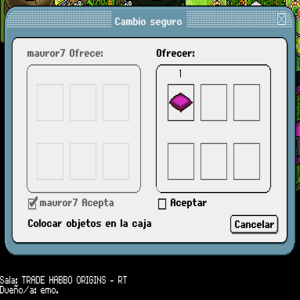 Cambio seguro
mauror7 Ofrece:
Ofrecer:
1
mauror7 Acepta
Aceptar
Colocar objetos en la caja
Cancelar
Sala: TRADE HABBO ORIGINS - RT
Dueño/a: emo.